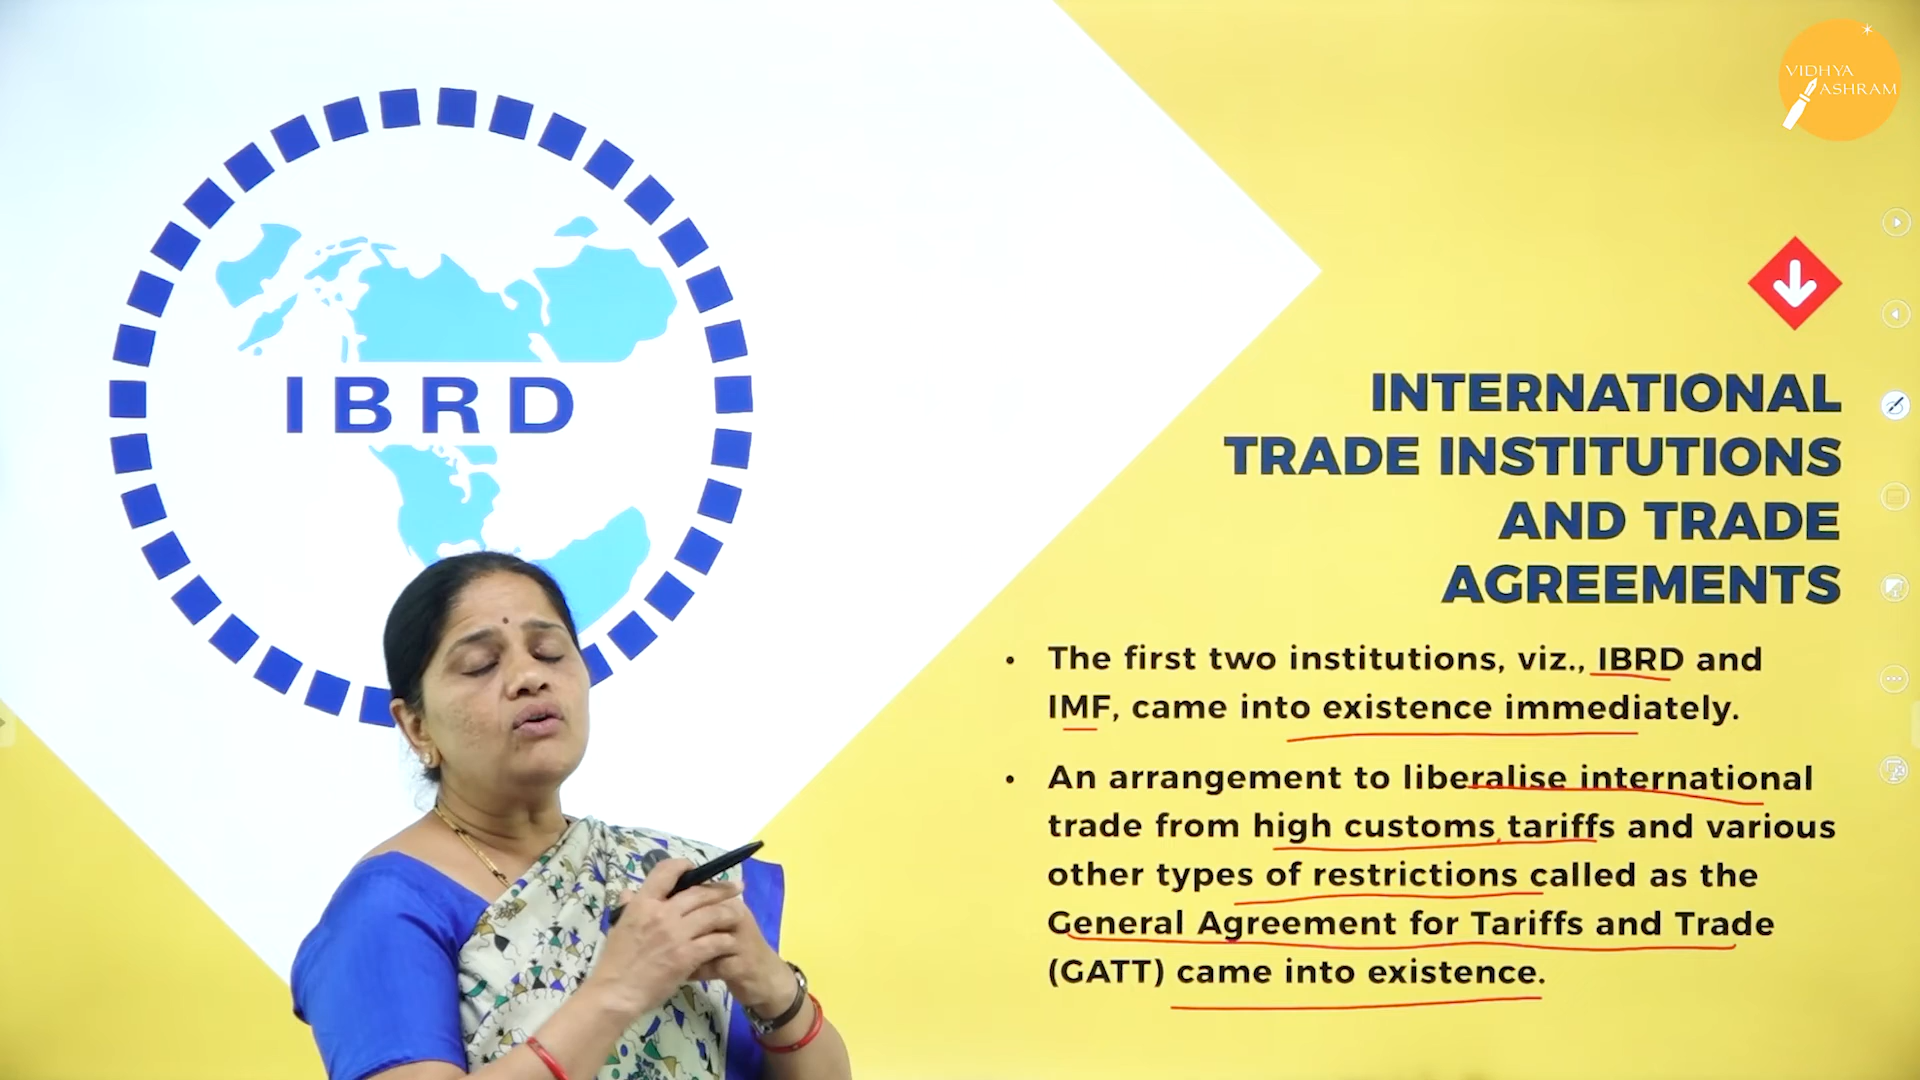 VIDHYA
ASHRAM
IBRD
INTERNATIONAL
TRADE INSTITUTIONS
AND TRADE
AGREEMENTS
• The first two institutions, viz., IBRD and
IMF, came into existence immediately.
• An arrangement to liberalise international
trade from high customs tariffs and various
other types of restrictions called as the
General Agreement for Tariffs and Trade
(GATT) came into existence.